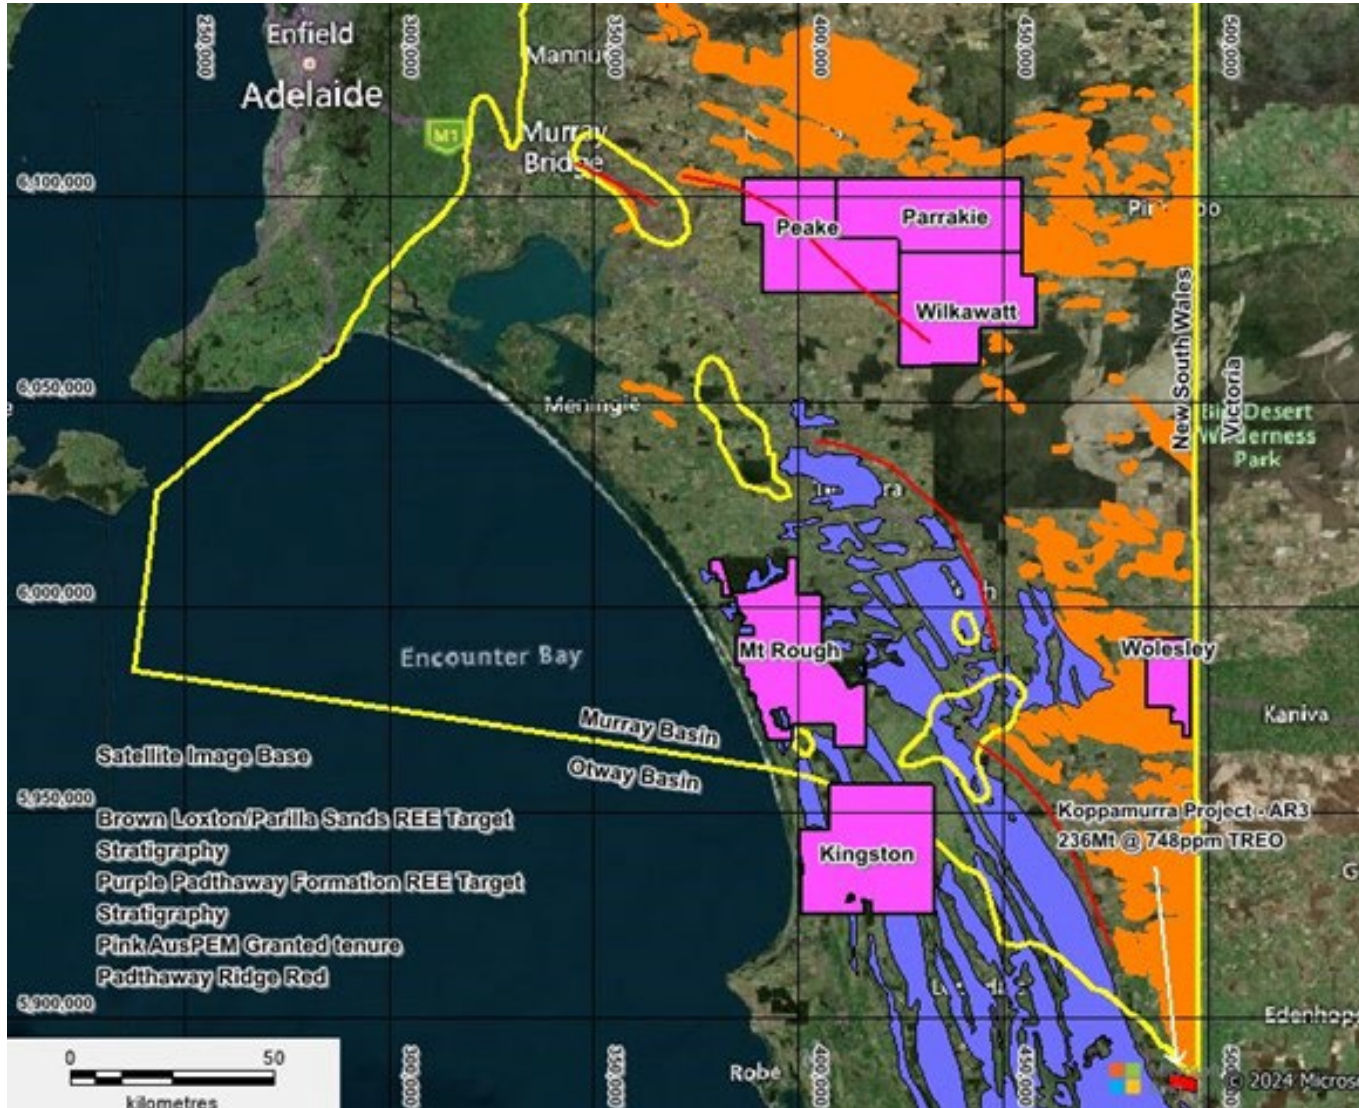 Enfield
Adelaide
M1
Murray
Bridge
250,000
300,000
350,000
400,000
450,000
500,000
6,100,000
Peake
Parrakie
Wilkawatt
New South Wales
Victoria
6,050,000
Meningie
Desert
Wilderness
Park
6,000,000
Encounter Bay
Mt Rough
Wolesley
Kaniva
Murray Basin
Otway Basin
Satellite Image Base
5,950,000
Brown Loxton/Parilla Sands REE Target
Stratigraphy
Purple Padthaway Formation REE Target
Stratigraphy
Pink AusPEM Granted tenure
Padthaway Ridge Red
Koppamurra Project - AR3
236Mt @ 748ppm TREO
Kingston
5,900,000
Edenhop
0 50
kilometres
300,000
350,000
400,000
450,000
Robe
© 2024 Microso